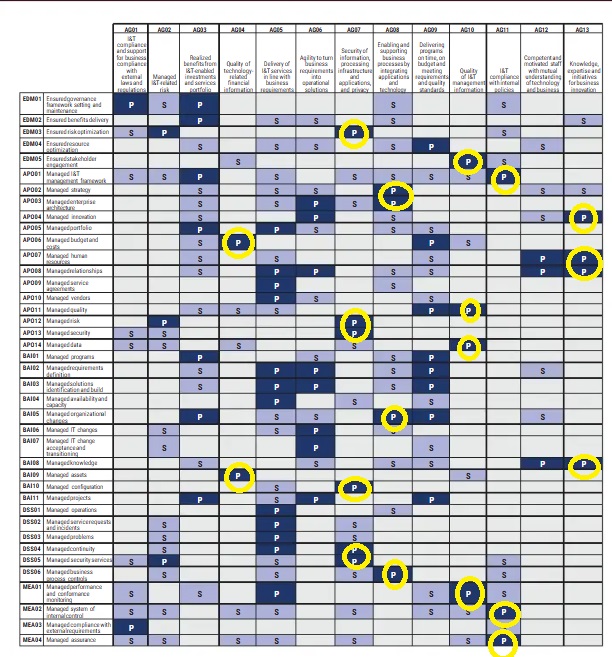 AG01 AG02 AG03 AG04 AG05 AG06 AG07 AG08 AG09 AG10 AG11 AG12 AG13
I&T
compliance
and support
for business
compliance
with
external
laws and
regulations
Managed
I&T-related
risk
Realized
benefits from
I&T-enabled
investments
and services
portfolio
Quality of
technology-
related
financial
information
Delivery of
I&T services
in line with
business
requirements
Agility to turn
business
requirements
into
operational
solutions
Security of
information,
processing
infrastructure
and
applications,
and privacy
Enabling and
supporting
business
processes by
integrating
applications
and
technology
Delivering
programs
on time, on
budget and
meeting
requirements
and quality
standards
Quality
of I&T
management
information
I&T
compliance
with internal
policies
Competent and
motivated staff
with mutual
understanding
of technology
and business
Knowledge,
expertise and
initiatives
for business
innovation
EDM01 Ensured governance
framework setting and
maintenance
P S P S S
EDM02 Ensured benefits delivery P S S S S
EDM03 Ensured risk optimization S P P S
EDM04 Ensured resource
optimization
S S S S P S
EDM05 Ensured stakeholder
engagement
S P S
APO01 Managed I&T
management framework
S S P S S S S S P
APO02 Managed strategy S S S P S S
APO03 Managed enterprise
architecture
S S P S P
APO04 Managed innovation S P S S P
APO05 Managed portfolio P P S S
APO06 Managed budget and
costs
S P P S
APO07 Managed human
resources
S S S P P
APO08 Managed relationships S P P S S P P
APO09 Managed service
agreements
P S
APO10 Managed vendors P S S
APO11 Managed quality S S S P P
APO12 Managed risk P P
APO13 Managed security S S P
APO14 Managed data S S S S P
BAI01 Managed programs P S S P
BAI02 Managed requirements
definition
S P P S P S
BAI03 Managed solutions
identification and build
S P P S P
BAI04 Managed availability and
capacity
P S S
BAI05 Managed organizational
changes
P S S P P S
BAI06 Managed IT changes S S P S
BAI07 Managed IT change
acceptance and
transitioning
S P S
BAI08 Managed knowledge S S S S P P
BAI09 Managed assets P S
BAI10 Managed configuration S P
BAI11 Managed projects P S P P
DSS01 Managed operations P S
DSS02 Managed service requests
and incidents
S P S
DSS03 Managed problems S P S
DSS04 Managed continuity S P P
DSS05 Managed security services S P S P S
DSS06 Managed business
process controls
S S S P S
MEA01 Managed performance
and conformance
monitoring
S S P S P S
MEA02 Managed system of
internal control
S S S S S S S P
MEA03 Managed compliance with
external requirements
P S
MEA04 Managed assurance S S S S S S P